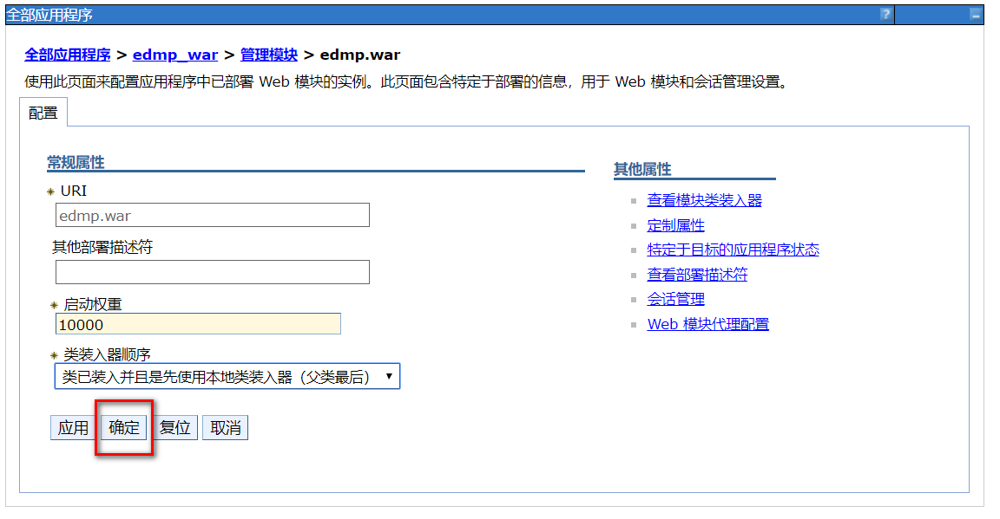 全部应用程序 ?
全部应用程序 > edmp_war > 管理模块 > edmp.war
使用此页面来配置应用程序中已部署 Web 模块的实例。此页面包含特定于部署的信息，用于 Web 模块和会话管理设置。
配置
常规属性
URI
edmp.war
其他部署描述符
启动权重
10000
类装入器顺序
类已装入并且是先使用本地类装入器（父类最后）
应用 确定 复位 取消
其他属性
查看模块类装入器
定制属性
特定于目标的应用程序状态
查看部署描述符
会话管理
Web 模块代理配置